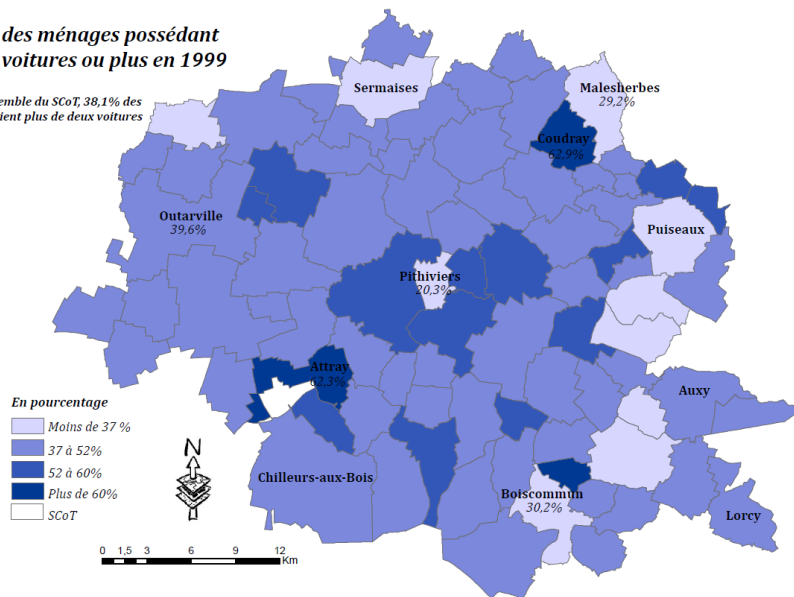 des ménages possédant
voitures ou plus en 1999
emble du SCoT, 38,1% des
ient plus de deux voitures
Sermaises
Malesherbes
29,2%
Coudray
62,9%
Outarville
39,6%
Puiseaux
Pithiviers
20,3%
Attray
62,3%
Auxy
Chilleurs-aux-Bois
Boiscommun
30,2%
Lorcy
En pourcentage
Moins de 37 %
37 à 52%
52 à 60%
Plus de 60%
SCoT
N
0 1,5 3 6 9 12
Km